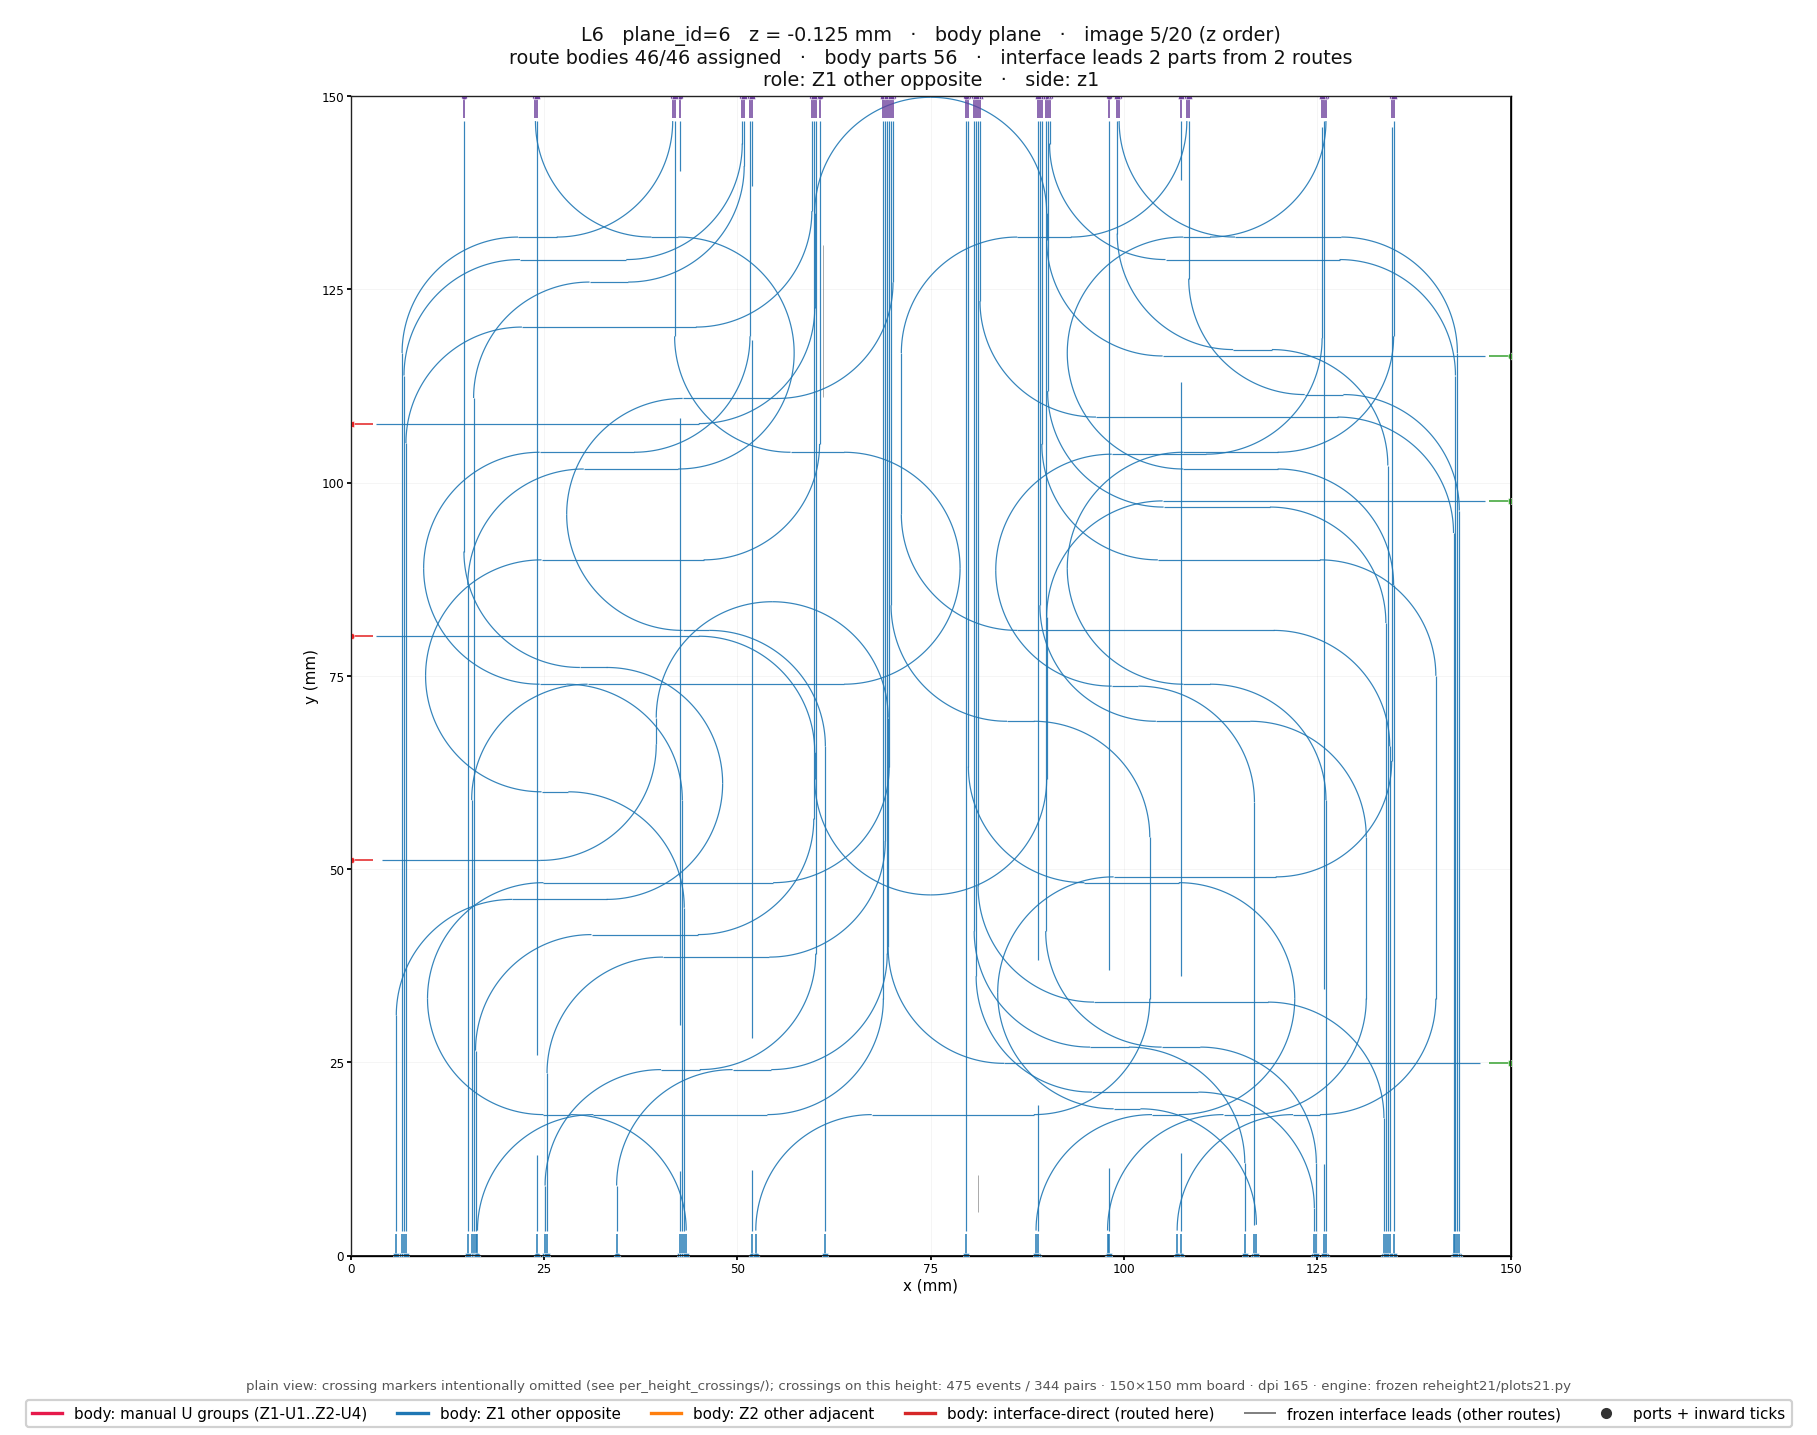 L6   plane_id=6   z = -0.125 mm   ·   body plane   ·   image 5/20 (z order)
route bodies 46/46 assigned   ·   body parts 56   ·   interface leads 2 parts from 2 routes
role: Z1 other opposite   ·   side: z1
150
125
100
75
50
25
0
y (mm)
0 25 50 75 100 125 150
x (mm)
plain view: crossing markers intentionally omitted (see per_height_crossings/); crossings on this height: 475 events / 344 pairs · 150×150 mm board · dpi 165 · engine: frozen reheight21/plots21.py
body: manual U groups (Z1-U1..Z2-U4) body: Z1 other opposite body: Z2 other adjacent body: interface-direct (routed here) frozen interface leads (other routes) ports + inward ticks